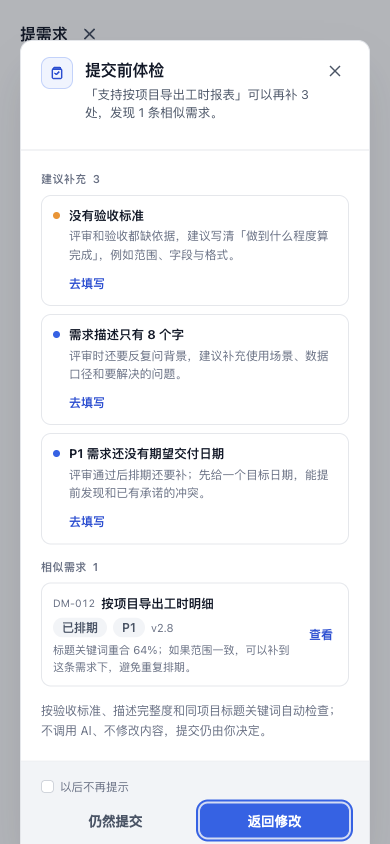 提需求
提交前体检
「支持按项目导出工时报表」可以再补 3
处，发现 1 条相似需求。
建议补充 3
没有验收标准
评审和验收都缺依据，建议写清「做到什么程度算
完成」，例如范围、字段与格式。
去填写
需求描述只有 8 个字
评审时还要反复问背景，建议补充使用场景、数据
口径和要解决的问题。
去填写
P1 需求还没有期望交付日期
评审通过后排期还要补；先给一个目标日期，能提
前发现和已有承诺的冲突。
去填写
相似需求 1
DM-012 按项目导出工时明细
已排期 P1 v2.8
查看
标题关键词重合 64%；如果范围一致，可以补到
这条需求下，避免重复排期。
按验收标准、描述完整度和同项目标题关键词自动检查；
不调用 AI、不修改内容，提交仍由你决定。
以后不再提示
仍然提交 返回修改